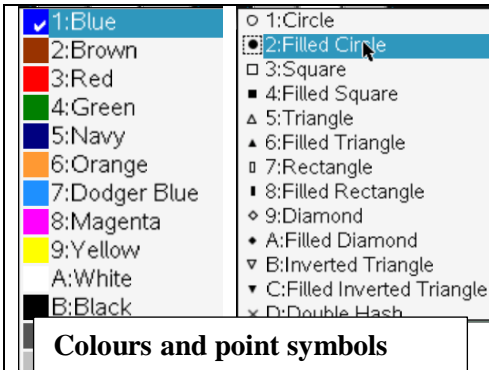 1:Blue
2:Brown
3:Red
4:Green
5:Navy
6:Orange
7:Dodger Blue
8:Magenta
9:Yellow
A:White
B:Black
1:Circle
2:Filled Circle
3:Square
4:Filled Square
5:Triangle
6:Filled Triangle
7:Rectangle
8:Filled Rectangle
9:Diamond
A:Filled Diamond
B:Inverted Triangle
C:Filled Inverted Triangle
D:Double Hash
Colours and point symbols